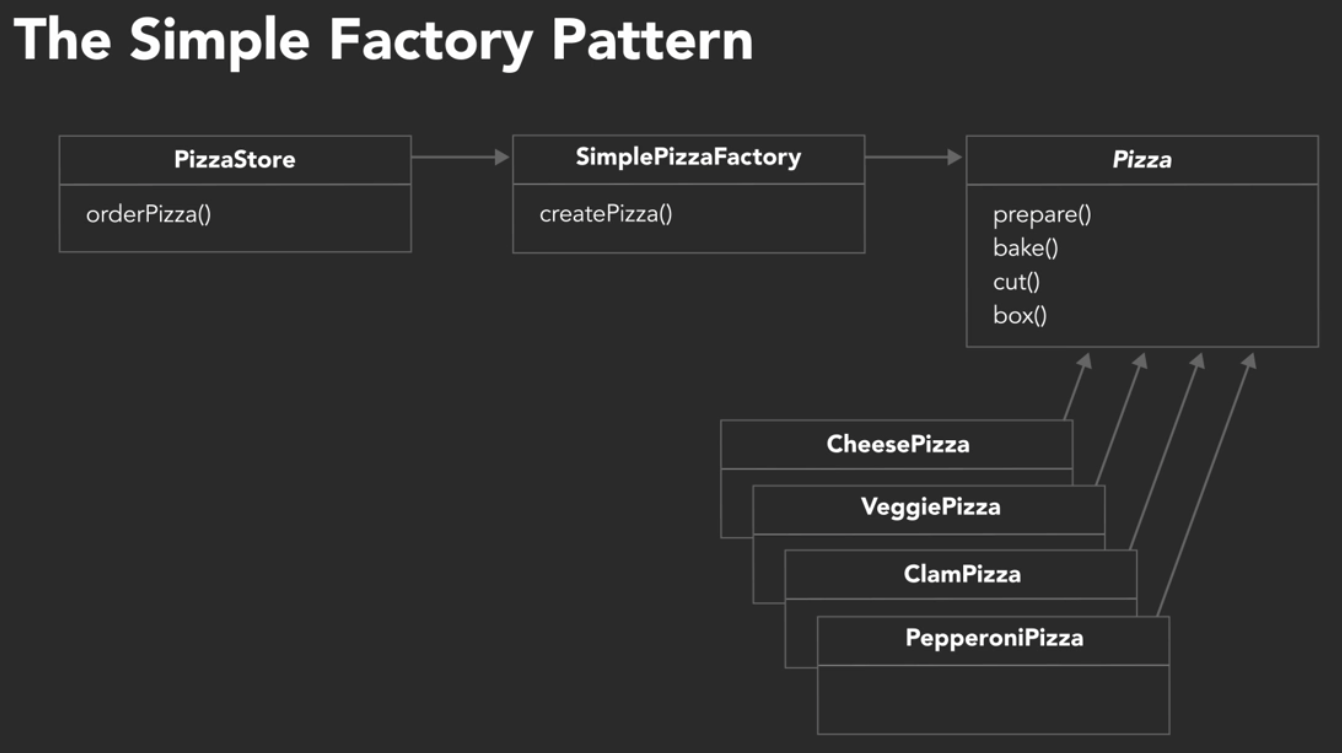 The Simple Factory Pattern
PizzaStore
orderPizza()
SimplePizzaFactory
createPizza()
Pizza
prepare()
bake()
cut()
box()
CheesePizza
VeggiePizza
ClamPizza
PepperoniPizza